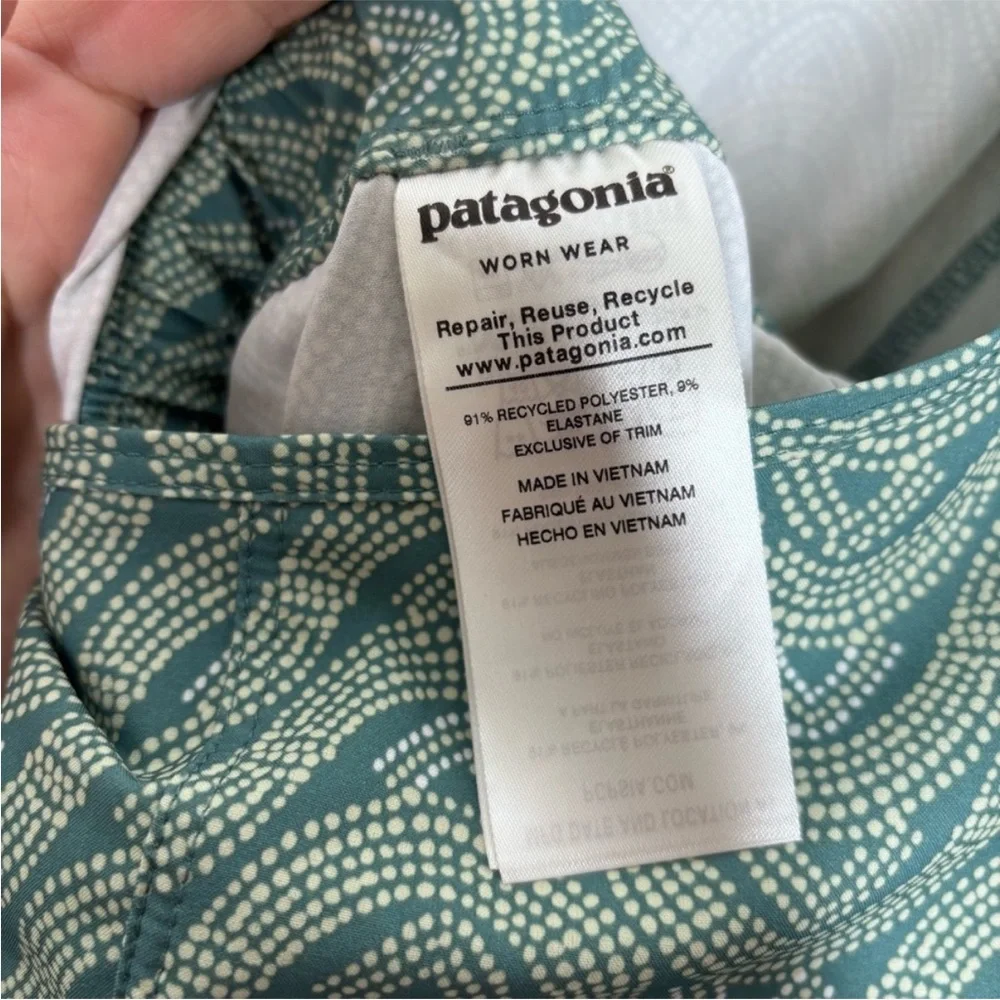 patagonia®
WORN WEAR
Repair, Reuse, Recycle
This Product
www.patagonia.com
91% RECYCLED POLYESTER, 9%
ELASTANE
EXCLUSIVE OF TRIM
MADE IN VIETNAM
FABRIQUÉ AU VIETNAM
HECHO EN VIETNAM